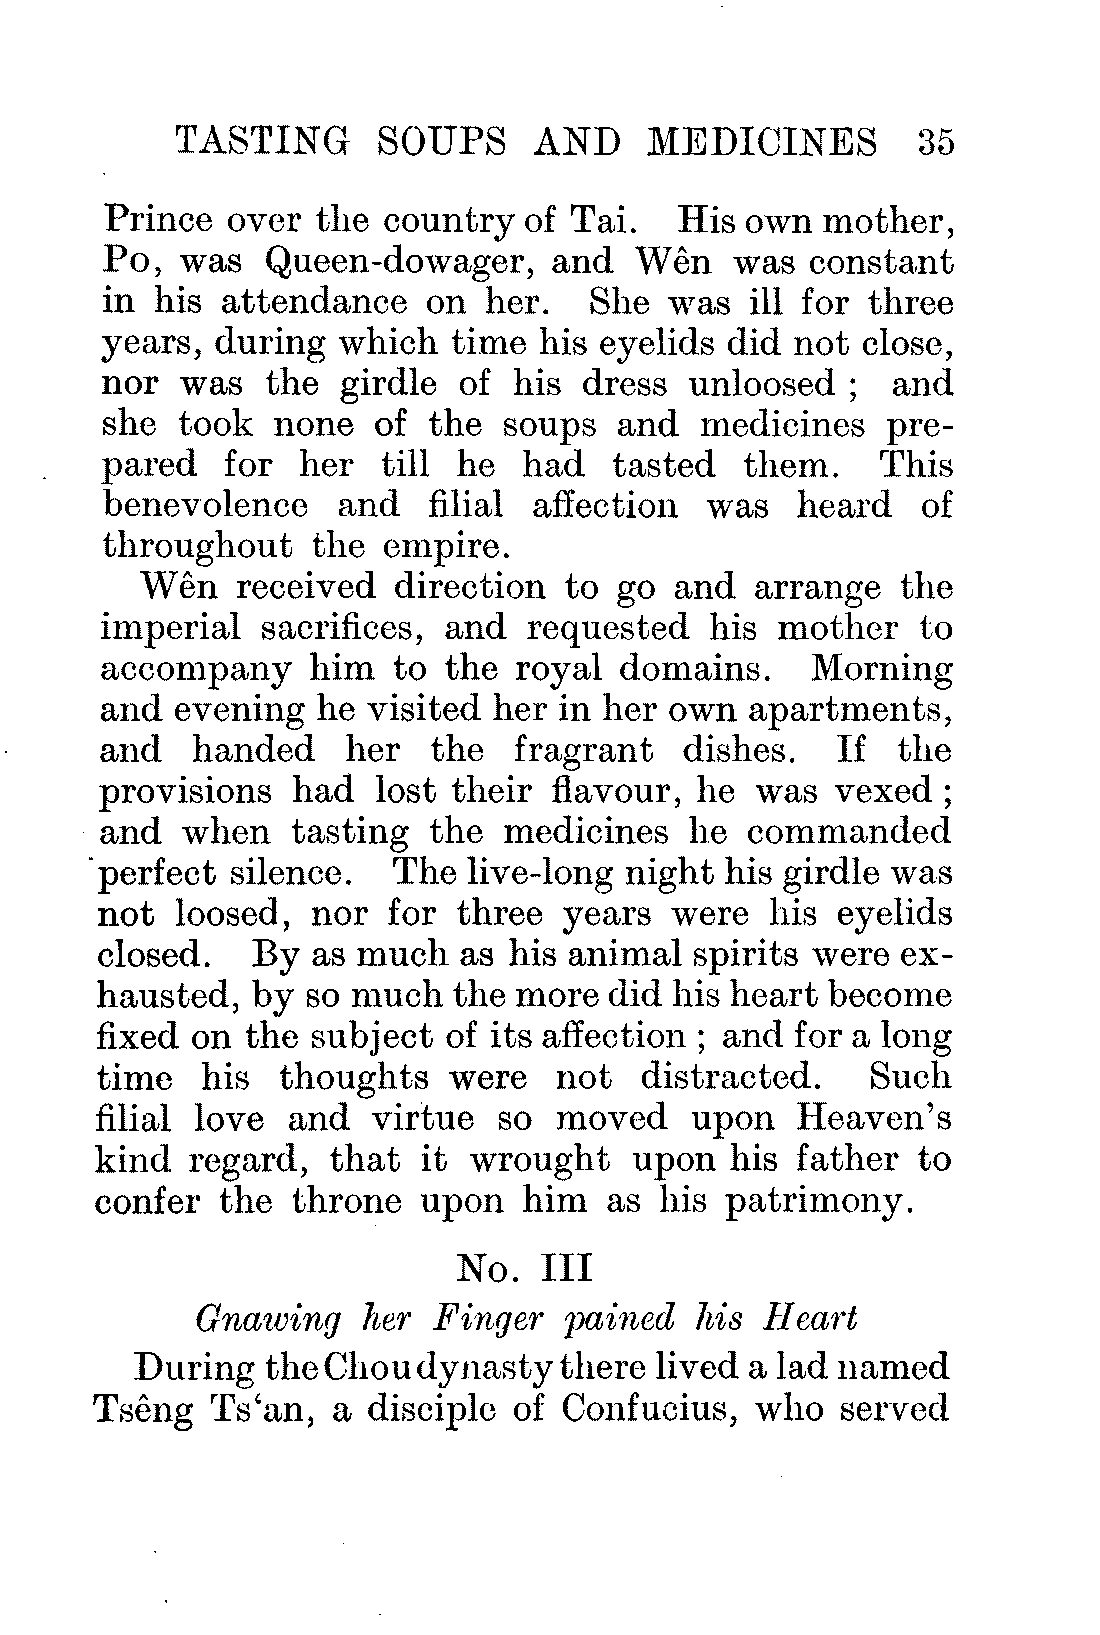 TASTING SOUPS AND MEDICINES 35
Prince over the country of Tai. His own mother,
Po, was Queen-dowager, and Wên was constant
in his attendance on her. She was ill for three
years, during which time his eyelids did not close,
nor was the girdle of his dress unloosed ; and
she took none of the soups and medicines pre-
pared for her till he had tasted them. This
benevolence and filial affection was heard of
throughout the empire.
Wên received direction to go and arrange the
imperial sacrifices, and requested his mother to
accompany him to the royal domains. Morning
and evening he visited her in her own apartments,
and handed her the fragrant dishes. If the
provisions had lost their flavour, he was vexed ;
and when tasting the medicines he commanded
perfect silence. The live-long night his girdle was
not loosed, nor for three years were his eyelids
closed. By as much as his animal spirits were ex-
hausted, by so much the more did his heart become
fixed on the subject of its affection ; and for a long
time his thoughts were not distracted. Such
filial love and virtue so moved upon Heaven's
kind regard, that it wrought upon his father to
confer the throne upon him as his patrimony.
No. III
Gnawing her Finger pained his Heart
During the Chou dynasty there lived a lad named
Tsêng Ts‘an, a disciple of Confucius, who served